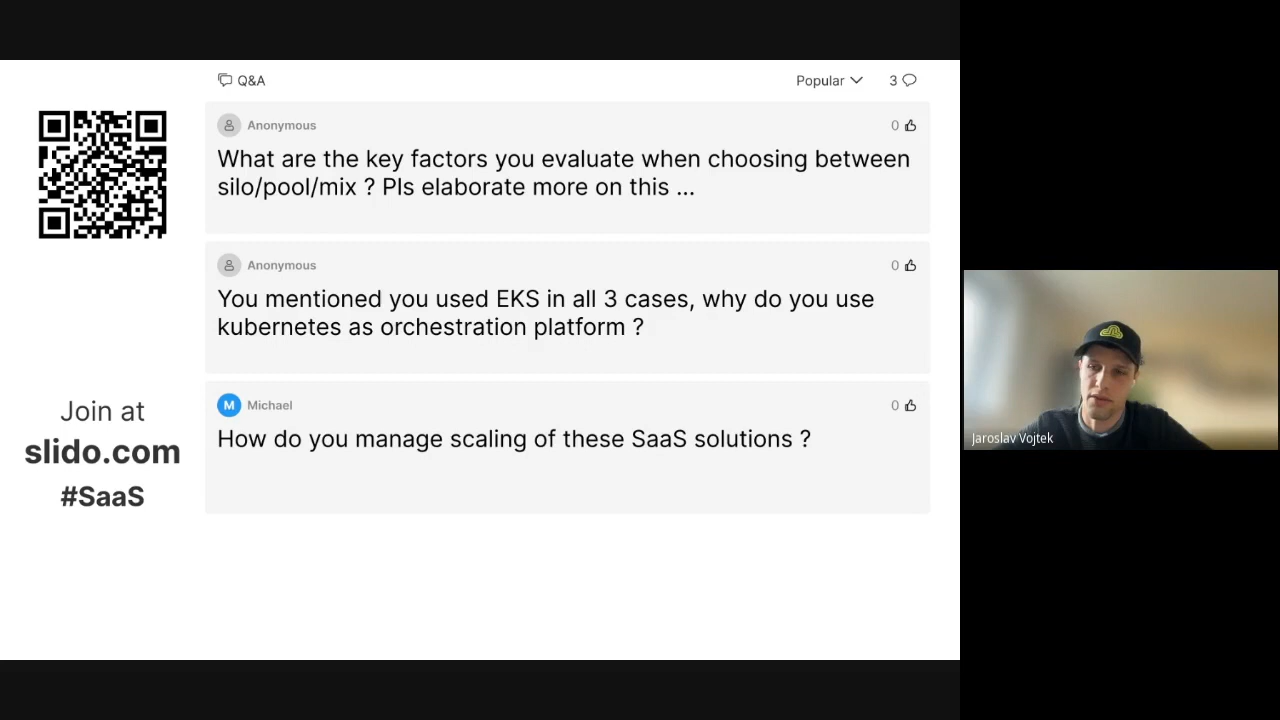 Q&A
Popular
3
Anonymous
0
What are the key factors you evaluate when choosing between
silo/pool/mix ? Pls elaborate more on this ...
Anonymous
0
You mentioned you used EKS in all 3 cases, why do you use
kubernetes as orchestration platform ?
M
Michael
0
How do you manage scaling of these SaaS solutions ?
Join at
slido.com
#SaaS
Jaroslav Vojtek